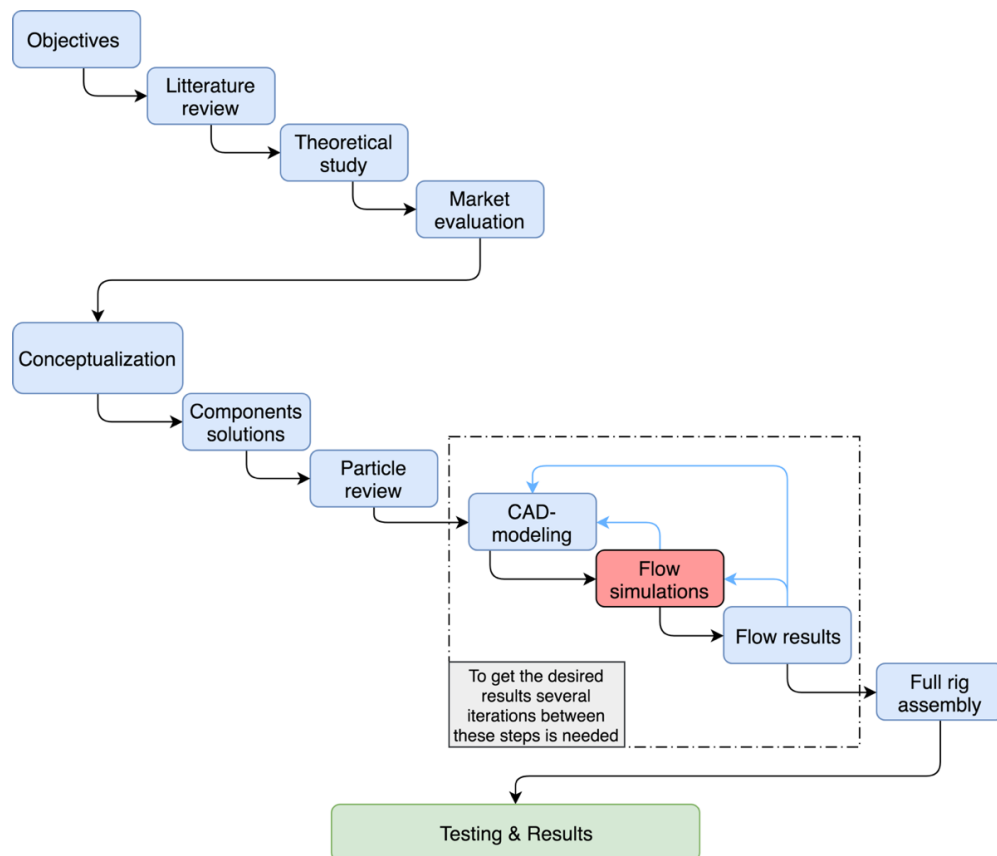 Objectives
Litterature
review
Theoretical
study
Market
evaluation
Conceptualization
Components
solutions
Particle
review
CAD-
modeling
Flow
simulations
Flow results
To get the desired
results several
iterations between
these steps is needed
Full rig
assembly
Testing & Results